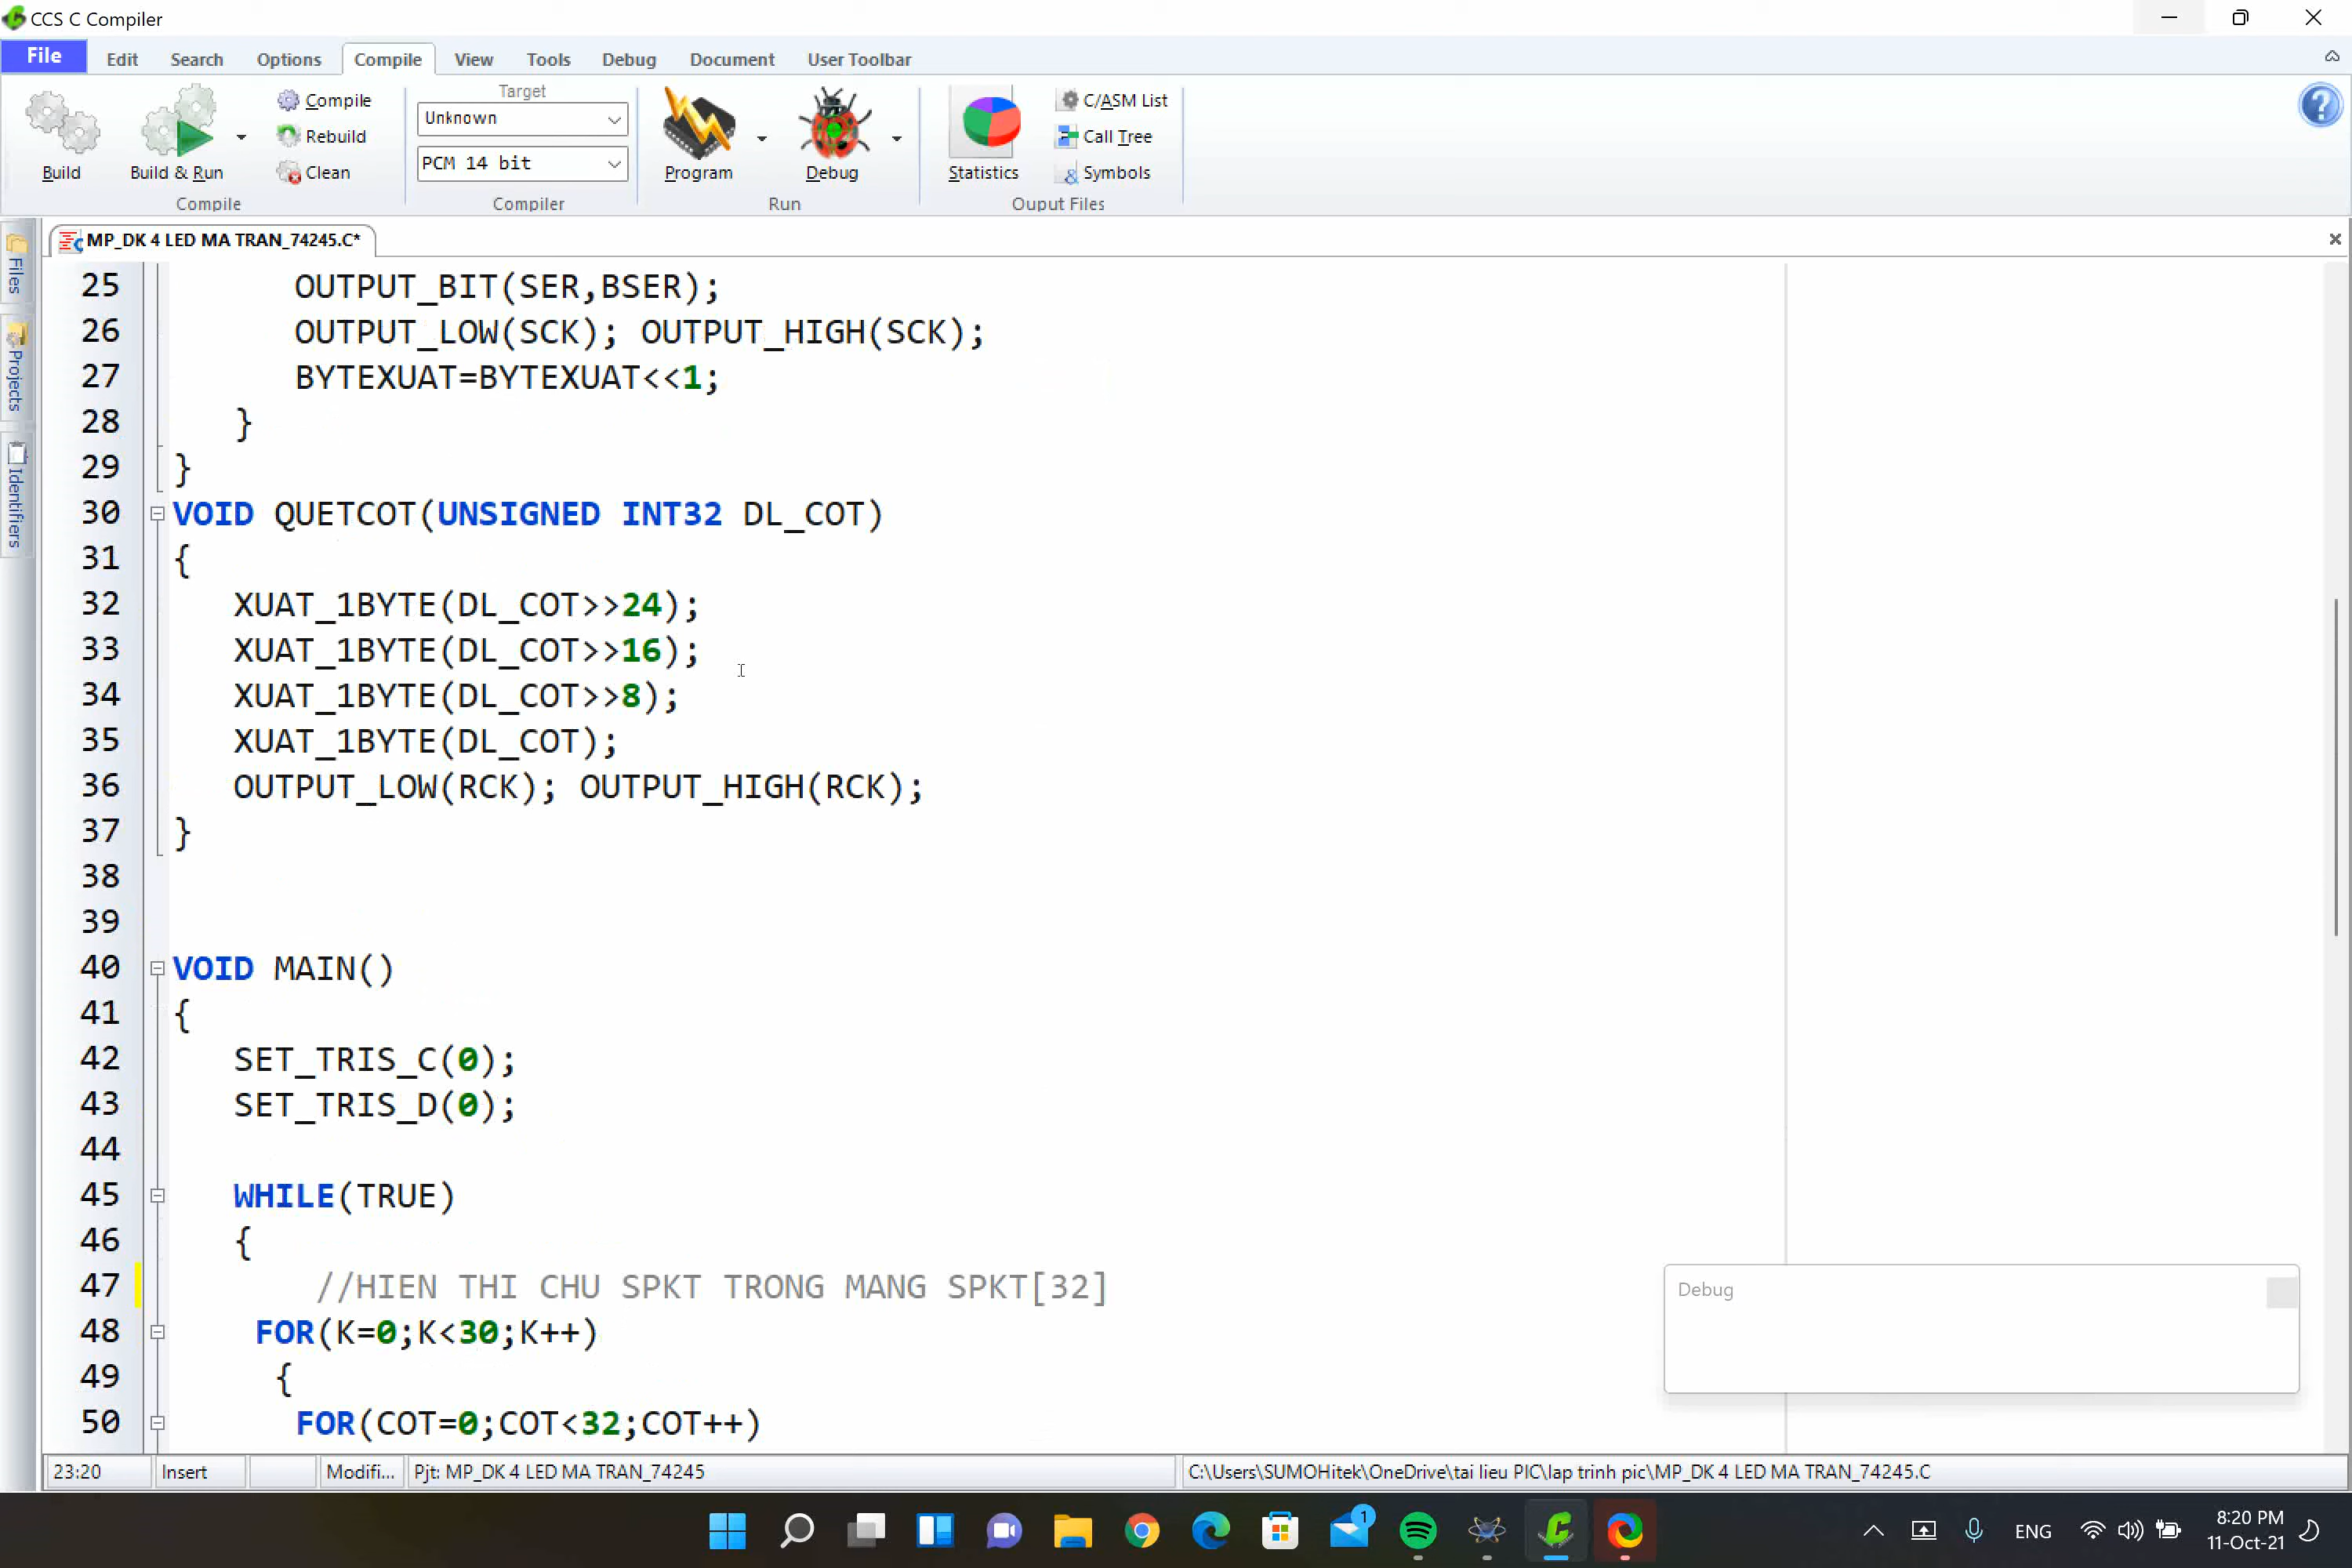 CCS C Compiler
File Edit Search Options Compile View Tools Debug Document User Toolbar
Build
Build & Run
Compile
Rebuild
Clean
Compile
Target
Unknown
PCM 14 bit
Compiler
Program
Debug
Run
Statistics
C/ASM List
Call Tree
Symbols
Ouput Files
Files
Projects
Identifiers
MP_DK 4 LED MA TRAN_74245.C*
25 OUTPUT_BIT(SER,BSER);
26 OUTPUT_LOW(SCK); OUTPUT_HIGH(SCK);
27 BYTEXUAT=BYTEXUAT<<1;
28 }
29 }
30 VOID QUETCOT(UNSIGNED INT32 DL_COT)
31 {
32 XUAT_1BYTE(DL_COT>>24);
33 XUAT_1BYTE(DL_COT>>16);
34 XUAT_1BYTE(DL_COT>>8);
35 XUAT_1BYTE(DL_COT);
36 OUTPUT_LOW(RCK); OUTPUT_HIGH(RCK);
37 }
38
39
40 VOID MAIN()
41 {
42 SET_TRIS_C(0);
43 SET_TRIS_D(0);
44
45 WHILE(TRUE)
46 {
47 //HIEN THI CHU SPKT TRONG MANG SPKT[32]
48 FOR(K=0;K<30;K++)
49 {
50 FOR(COT=0;COT<32;COT++)
Debug
23:20 Insert Modifi... Pjt: MP_DK 4 LED MA TRAN_74245 C:\Users\SUMOHitek\OneDrive\tai lieu PIC\lap trinh pic\MP_DK 4 LED MA TRAN_74245.C
1
ENG
8:20 PM
11-Oct-21